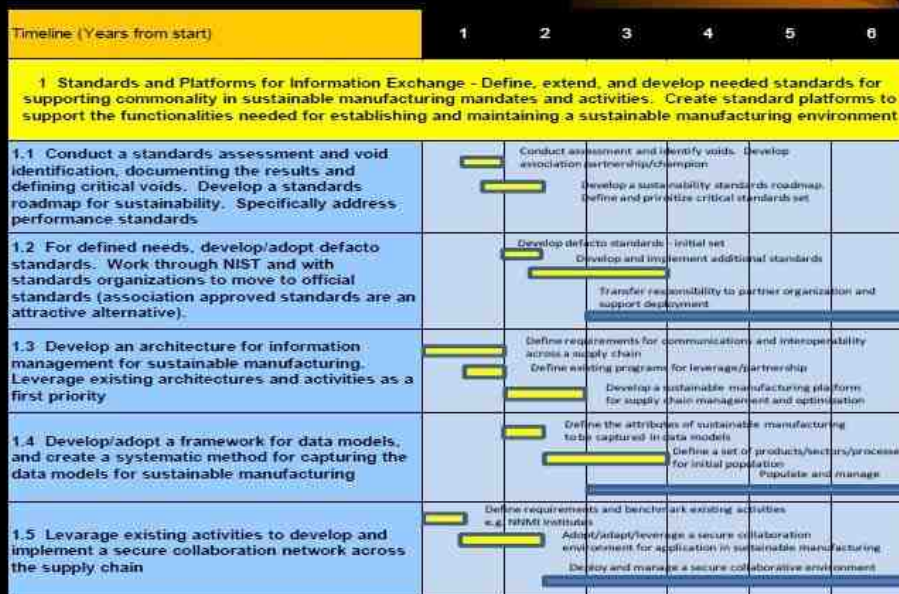 Timeline (Years from start) 1 2 3 4 5 6
1 Standards and Platforms for Information Exchange - Define, extend, and develop needed standards for
supporting commonality in sustainable manufacturing mandates and activities. Create standard platforms to
support the functionalities needed for establishing and maintaining a sustainable manufacturing environment
1.1 Conduct a standards assessment and void
identification, documenting the results and
defining critical voids. Develop a standards
roadmap for sustainability. Specifically address
performance standards
Conduct assessment and identify voids. Develop
association partnership/champion
Develop a sustainability standards roadmap.
Define and prioritize critical standards set
1.2 For defined needs, develop/adopt defacto
standards. Work through NIST and with
standards organizations to move to official
standards (association approved standards are an
attractive alternative).
Develop defacto standards - initial set
Develop and implement additional standards
Transfer responsibility to partner organization and
support deployment
1.3 Develop an architecture for information
management for sustainable manufacturing.
Leverage existing architectures and activities as a
first priority
Define requirements for communications and interoperability
across a supply chain
Define existing programs for leverage/partnership
Develop a sustainable manufacturing platform
for supply chain management and optimization
1.4 Develop/adopt a framework for data models,
and create a systematic method for capturing the
data models for sustainable manufacturing
Define the attributes of sustainable manufacturing
to be captured in data models
Define a set of products/sectors/processe
for initial population
Populate and manage
1.5 Levarage existing activities to develop and
implement a secure collaboration network across
the supply chain
Define requirements and benchmark existing activities
e.g. NNMI Institutes
Adopt/adapt/leverage a secure collaboration
environment for application in sustainable manufacturing
Deploy and manage a secure collaborative environment